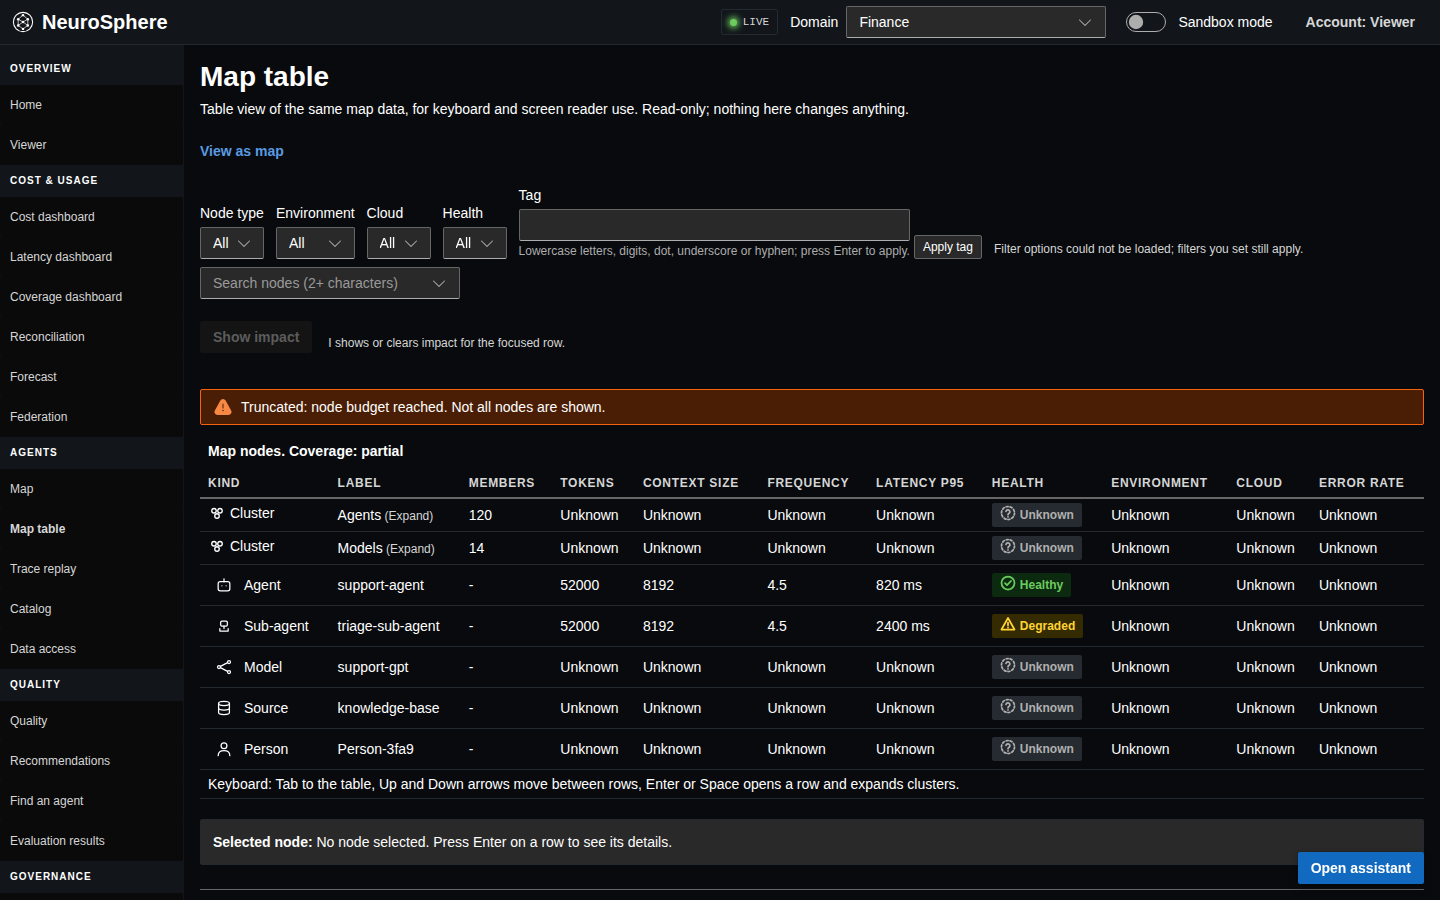 NeuroSphere
LIVE
Domain
Finance
Sandbox mode
Account: Viewer
OVERVIEW
Home
Viewer
COST & USAGE
Cost dashboard
Latency dashboard
Coverage dashboard
Reconciliation
Forecast
Federation
AGENTS
Map
Map table
Trace replay
Catalog
Data access
QUALITY
Quality
Recommendations
Find an agent
Evaluation results
GOVERNANCE
Map table
Table view of the same map data, for keyboard and screen reader use. Read-only; nothing here changes anything.
View as map
Node type
All
Environment
All
Cloud
All
Health
All
Tag
Lowercase letters, digits, dot, underscore or hyphen; press Enter to apply.
Apply tag
Filter options could not be loaded; filters you set still apply.
Search nodes (2+ characters)
Show impact
I shows or clears impact for the focused row.
Truncated: node budget reached. Not all nodes are shown.
Map nodes. Coverage: partial
KIND LABEL MEMBERS TOKENS CONTEXT SIZE FREQUENCY LATENCY P95 HEALTH ENVIRONMENT CLOUD ERROR RATE
Cluster Agents (Expand) 120 Unknown Unknown Unknown Unknown Unknown Unknown Unknown Unknown
Cluster Models (Expand) 14 Unknown Unknown Unknown Unknown Unknown Unknown Unknown Unknown
Agent support-agent - 52000 8192 4.5 820 ms Healthy Unknown Unknown Unknown
Sub-agent triage-sub-agent - 52000 8192 4.5 2400 ms Degraded Unknown Unknown Unknown
Model support-gpt - Unknown Unknown Unknown Unknown Unknown Unknown Unknown Unknown
Source knowledge-base - Unknown Unknown Unknown Unknown Unknown Unknown Unknown Unknown
Person Person-3fa9 - Unknown Unknown Unknown Unknown Unknown Unknown Unknown Unknown
Keyboard: Tab to the table, Up and Down arrows move between rows, Enter or Space opens a row and expands clusters.
Selected node: No node selected. Press Enter on a row to see its details.
Open assistant